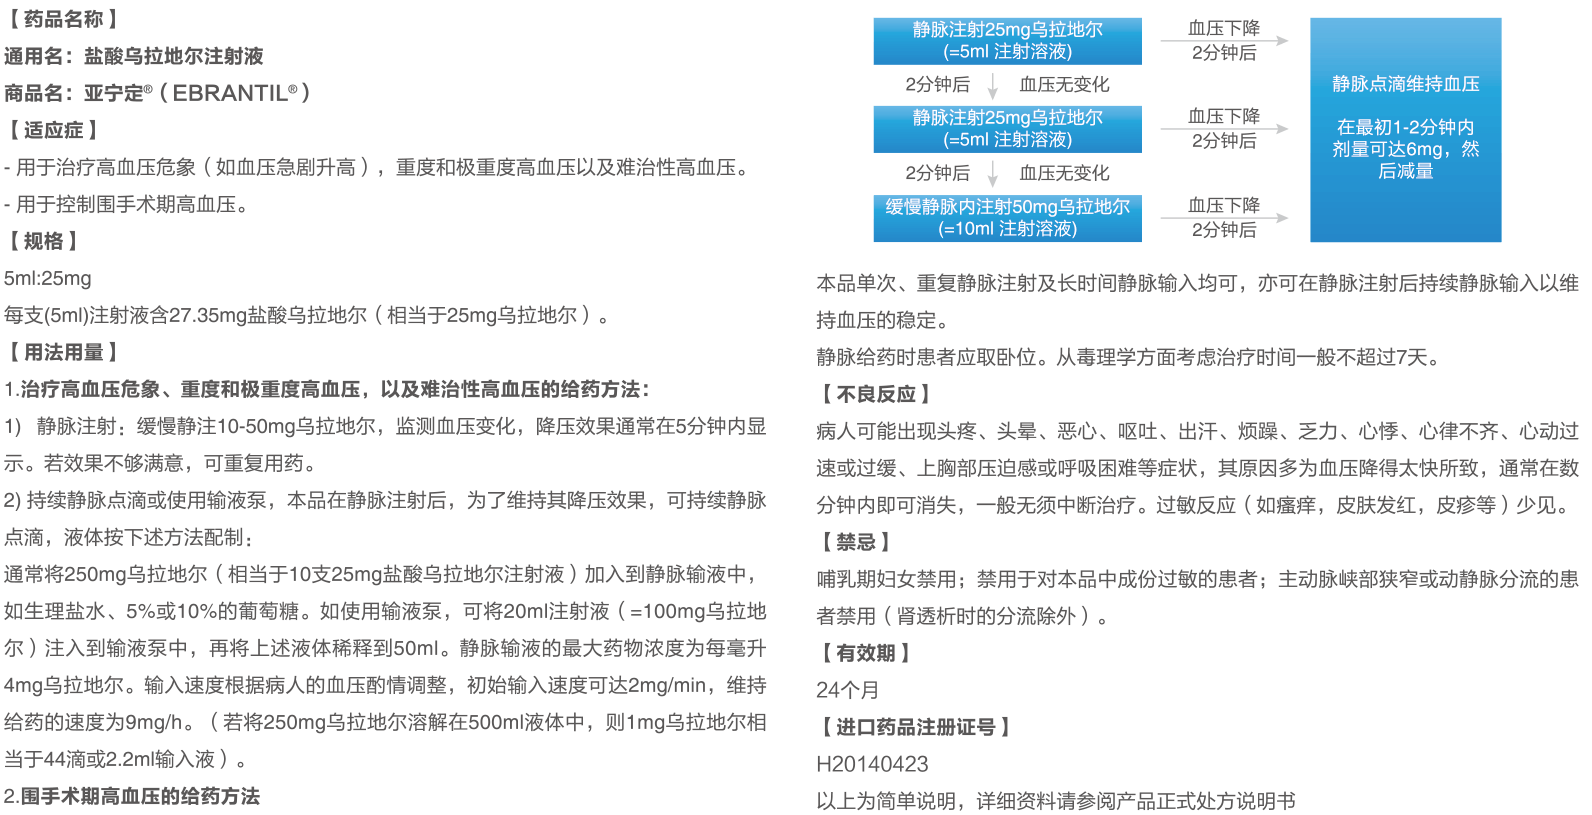 【药品名称】
通用名：盐酸乌拉地尔注射液
商品名：亚宁定®（EBRANTIL®）
【适应症】
- 用于治疗高血压危象（如血压急剧升高），重度和极重度高血压以及难治性高血压。
- 用于控制围手术期高血压。
【规格】
5ml:25mg
每支(5ml)注射液含27.35mg盐酸乌拉地尔（相当于25mg乌拉地尔）。
【用法用量】
1.治疗高血压危象、重度和极重度高血压，以及难治性高血压的给药方法：
1) 静脉注射：缓慢静注10-50mg乌拉地尔，监测血压变化，降压效果通常在5分钟内显
示。若效果不够满意，可重复用药。
2) 持续静脉点滴或使用输液泵，本品在静脉注射后，为了维持其降压效果，可持续静脉
点滴，液体按下述方法配制：
通常将250mg乌拉地尔（相当于10支25mg盐酸乌拉地尔注射液）加入到静脉输液中，
如生理盐水、5%或10%的葡萄糖。如使用输液泵，可将20ml注射液（=100mg乌拉地
尔）注入到输液泵中，再将上述液体稀释到50ml。静脉输液的最大药物浓度为每毫升
4mg乌拉地尔。输入速度根据病人的血压酌情调整，初始输入速度可达2mg/min，维持
给药的速度为9mg/h。（若将250mg乌拉地尔溶解在500ml液体中，则1mg乌拉地尔相
当于44滴或2.2ml输入液）。
2.围手术期高血压的给药方法
静脉注射25mg乌拉地尔
(=5ml 注射溶液)
血压下降
2分钟后
2分钟后 血压无变化
静脉注射25mg乌拉地尔
(=5ml 注射溶液)
血压下降
2分钟后
2分钟后 血压无变化
缓慢静脉内注射50mg乌拉地尔
(=10ml 注射溶液)
血压下降
2分钟后
静脉点滴维持血压
在最初1-2分钟内
剂量可达6mg，然
后减量
本品单次、重复静脉注射及长时间静脉输入均可，亦可在静脉注射后持续静脉输入以维
持血压的稳定。
静脉给药时患者应取卧位。从毒理学方面考虑治疗时间一般不超过7天。
【不良反应】
病人可能出现头疼、头晕、恶心、呕吐、出汗、烦躁、乏力、心悸、心律不齐、心动过
速或过缓、上胸部压迫感或呼吸困难等症状，其原因多为血压降得太快所致，通常在数
分钟内即可消失，一般无须中断治疗。过敏反应（如瘙痒，皮肤发红，皮疹等）少见。
【禁忌】
哺乳期妇女禁用；禁用于对本品中成份过敏的患者；主动脉峡部狭窄或动静脉分流的患
者禁用（肾透析时的分流除外）。
【有效期】
24个月
【进口药品注册证号】
H20140423
以上为简单说明，详细资料请参阅产品正式处方说明书